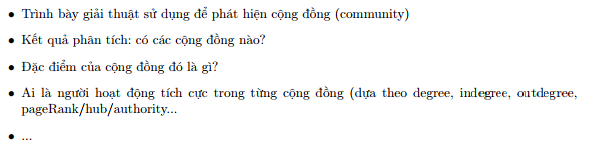 • Trình bày giải thuật sử dụng để phát hiện cộng đồng (community)
• Kết quả phân tích: có các cộng đồng nào?
• Đặc điểm của cộng đồng đó là gì?
• Ai là người hoạt động tích cực trong từng cộng đồng (dựa theo degree, indegree, outdegree,
pageRank/hub/authority...
• ...